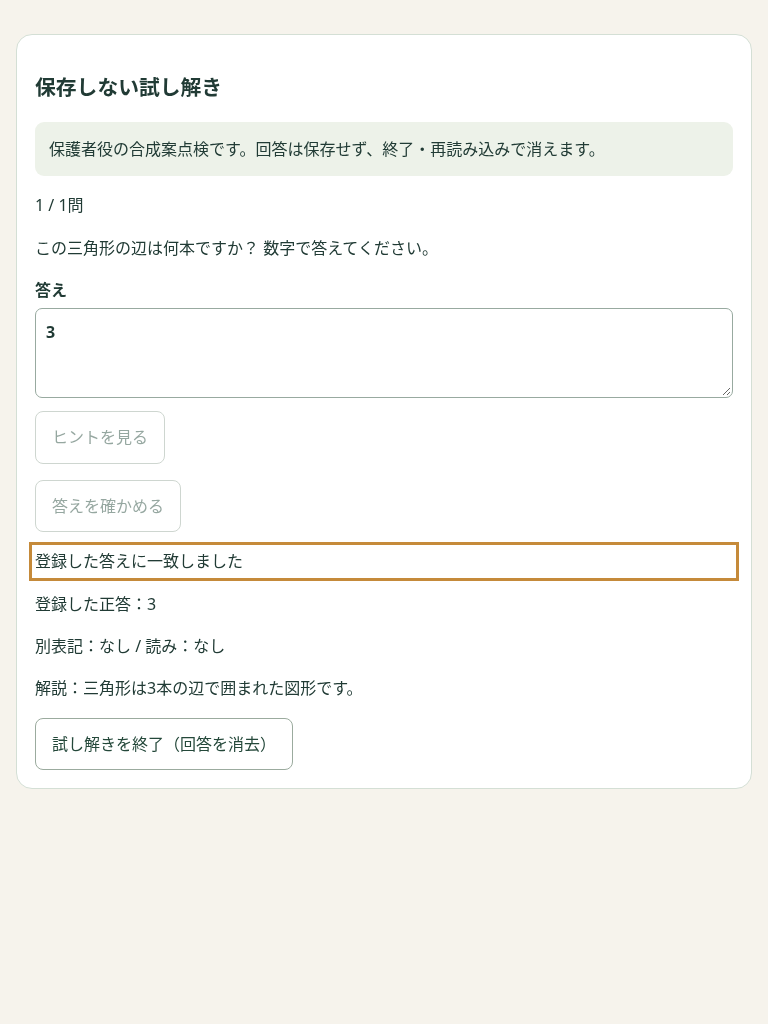 保存しない試し解き
保護者役の合成案点検です。回答は保存せず、終了・再読み込みで消えます。
1 / 1問
この三角形の辺は何本ですか？ 数字で答えてください。
答え
3
ヒントを見る
答えを確かめる
登録した答えに一致しました
登録した正答：3
別表記：なし / 読み：なし
解説：三角形は3本の辺で囲まれた図形です。
試し解きを終了（回答を消去）